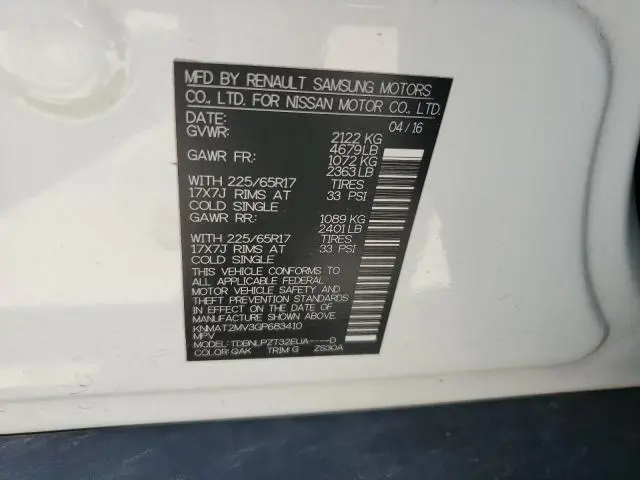 MFD BY RENAULT SAMSUNG MOTORS
CO., LTD. FOR NISSAN MOTOR CO., LTD.
DATE: 04/16
GVWR: 2122 KG
4679LB
GAWR FR: 1072 KG
2363 LB
WITH 225/65R17 TIRES
17X7J RIMS AT 33 PSI
COLD SINGLE
GAWR RR: 1089 KG
2401 LB
WITH 225/65R17 TIRES
17X7J RIMS AT 33 PSI
COLD SINGLE
THIS VEHICLE CONFORMS TO
ALL APPLICABLE FEDERAL
MOTOR VEHICLE SAFETY AND
THEFT PREVENTION STANDARDS
IN EFFECT ON THE DATE OF
MANUFACTURE SHOWN ABOVE.
KNMAT2MV3GP683410
MPV
MODEL: TDBNLPZT32EUA----D
COLOR: QAK TRIM: G ZS30A